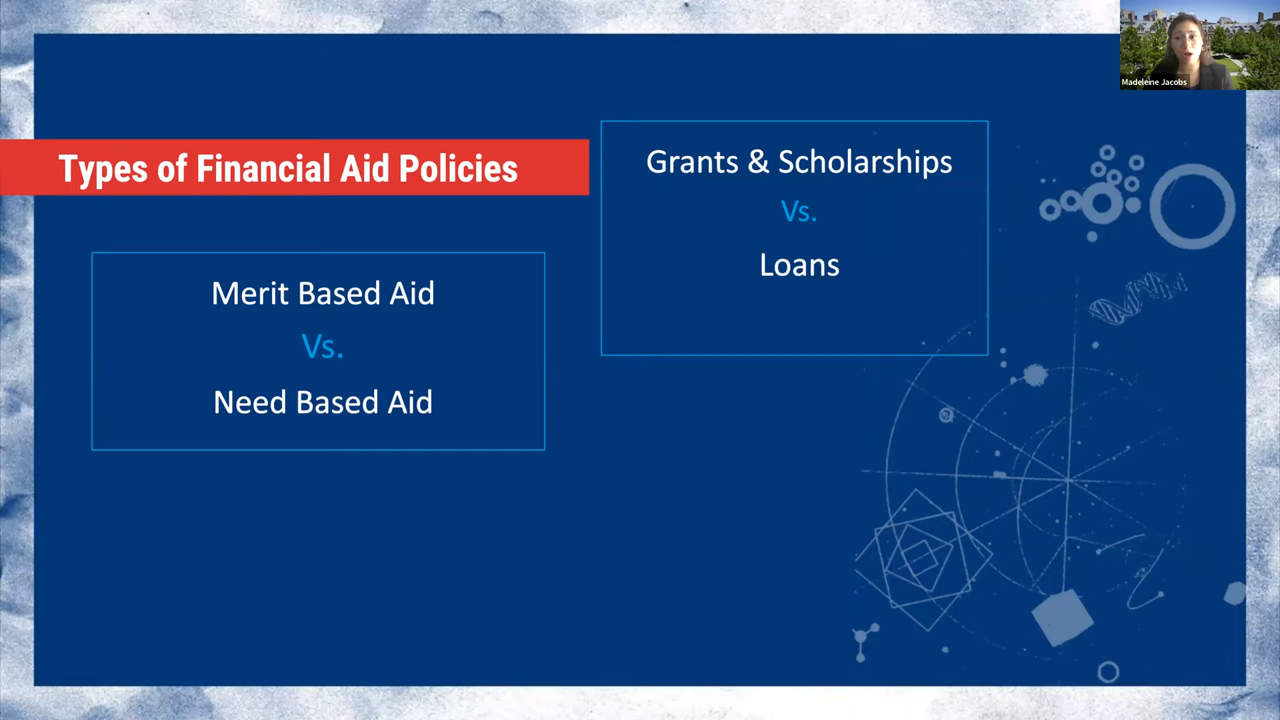 Madeleine Jacobs
Types of Financial Aid Policies
Grants & Scholarships
Vs.
Loans
Merit Based Aid
Vs.
Need Based Aid